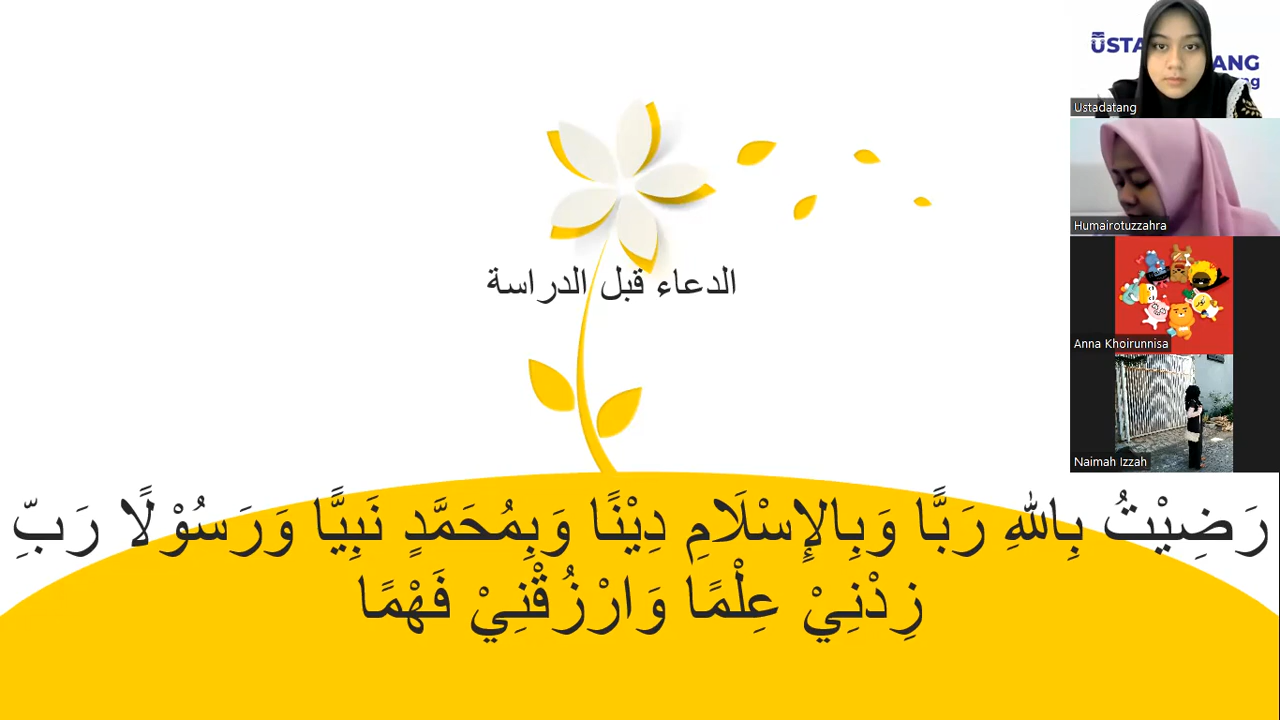 الدعاء قبل الدراسة
رَضِيْتُ بِاللهِ رَبًّا وَبِالإِسْلَامِ دِيْنًا وَبِمُحَمَّدٍ نَبِيًّا وَرَسُوْلًا رَبِّ
زِدْنِيْ عِلْمًا وَارْزُقْنِيْ فَهْمًا
Ustadatang
Humairotuzzahra
Anna Khoirunnisa
Naimah Izzah